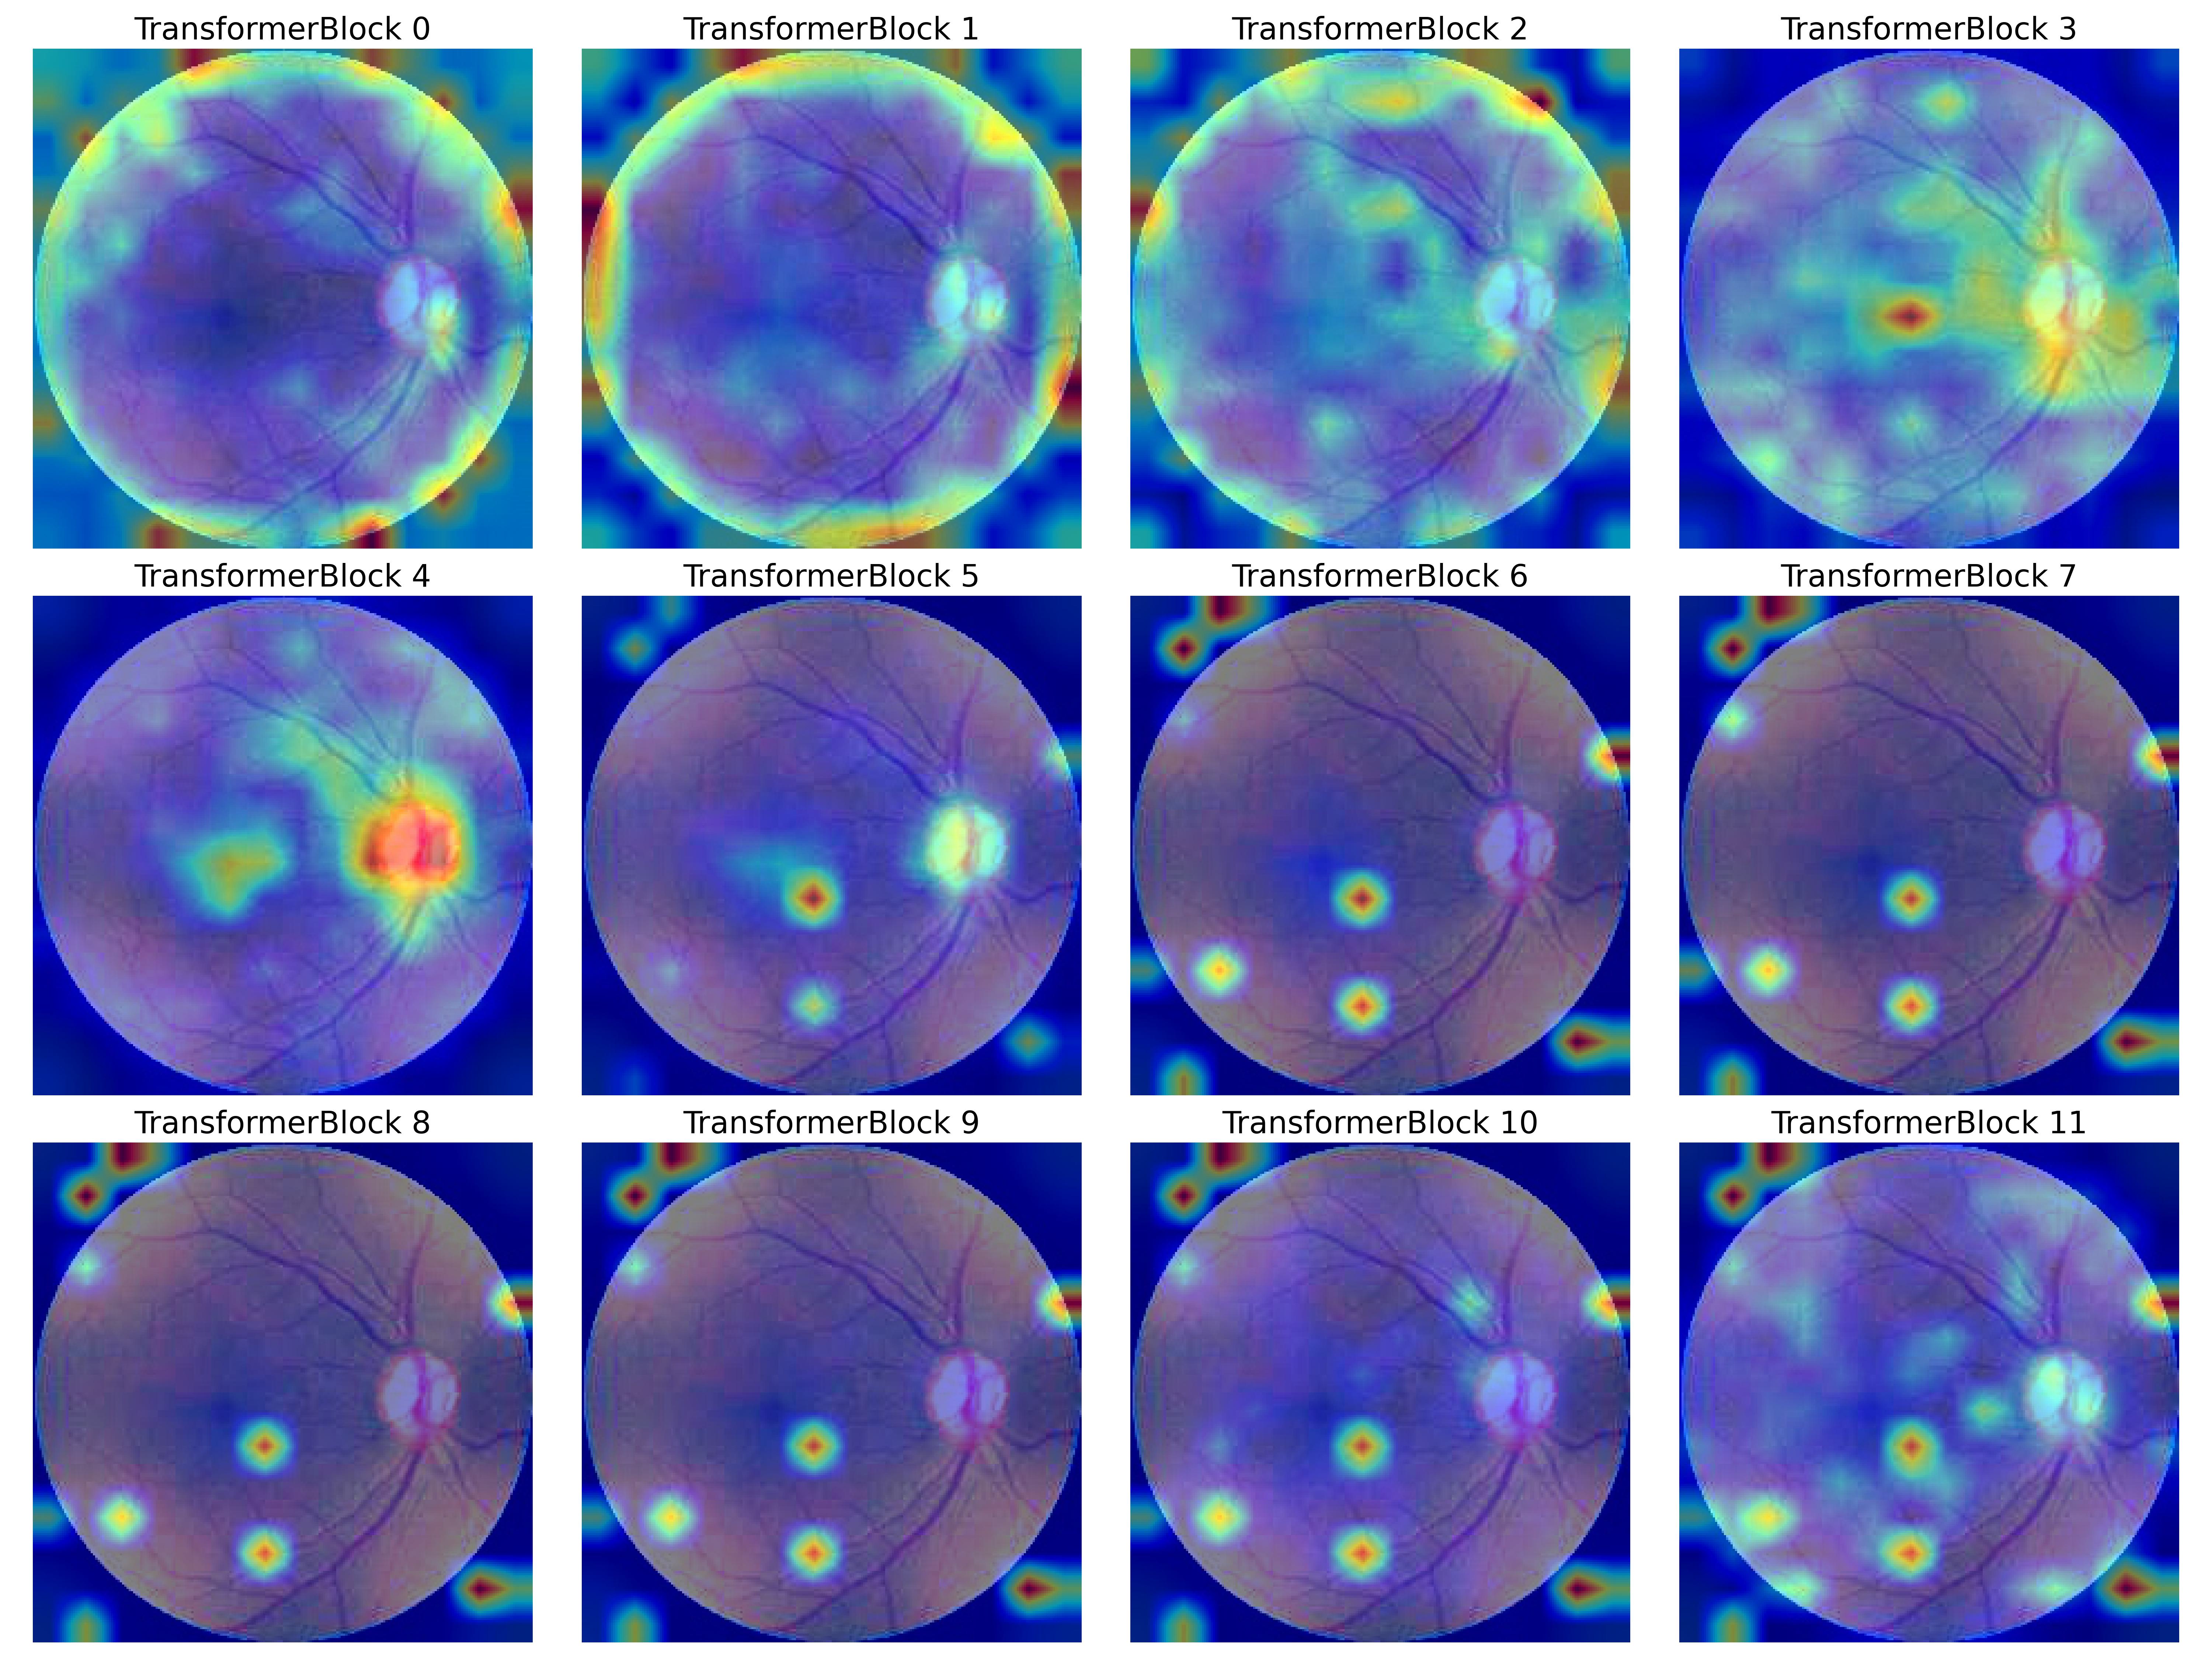 TransformerBlock 0
TransformerBlock 1
TransformerBlock 2
TransformerBlock 3
TransformerBlock 4
TransformerBlock 5
TransformerBlock 6
TransformerBlock 7
TransformerBlock 8
TransformerBlock 9
TransformerBlock 10
TransformerBlock 11